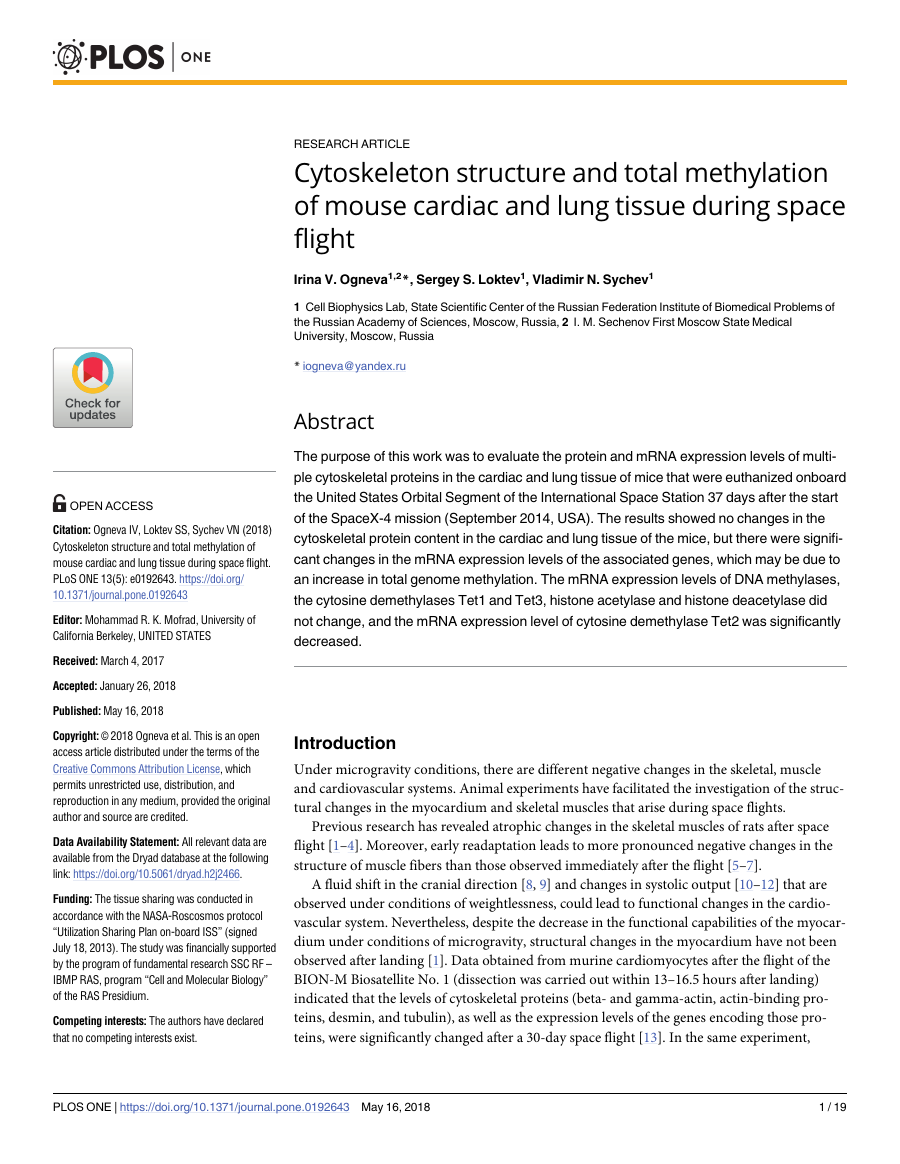 PLOS ONE
RESEARCH ARTICLE
Cytoskeleton structure and total methylation
of mouse cardiac and lung tissue during space
flight
Irina V. Ogneva1,2*, Sergey S. Loktev1, Vladimir N. Sychev1
1 Cell Biophysics Lab, State Scientific Center of the Russian Federation Institute of Biomedical Problems of
the Russian Academy of Sciences, Moscow, Russia, 2 I. M. Sechenov First Moscow State Medical
University, Moscow, Russia
* iogneva@yandex.ru
Abstract
The purpose of this work was to evaluate the protein and mRNA expression levels of multi-
ple cytoskeletal proteins in the cardiac and lung tissue of mice that were euthanized onboard
the United States Orbital Segment of the International Space Station 37 days after the start
of the SpaceX-4 mission (September 2014, USA). The results showed no changes in the
cytoskeletal protein content in the cardiac and lung tissue of the mice, but there were signifi-
cant changes in the mRNA expression levels of the associated genes, which may be due to
an increase in total genome methylation. The mRNA expression levels of DNA methylases,
the cytosine demethylases Tet1 and Tet3, histone acetylase and histone deacetylase did
not change, and the mRNA expression level of cytosine demethylase Tet2 was significantly
decreased.
Introduction
Under microgravity conditions, there are different negative changes in the skeletal, muscle
and cardiovascular systems. Animal experiments have facilitated the investigation of the struc-
tural changes in the myocardium and skeletal muscles that arise during space flights.
Previous research has revealed atrophic changes in the skeletal muscles of rats after space
flight [1–4]. Moreover, early readaptation leads to more pronounced negative changes in the
structure of muscle fibers than those observed immediately after the flight [5–7].
A fluid shift in the cranial direction [8, 9] and changes in systolic output [10–12] that are
observed under conditions of weightlessness, could lead to functional changes in the cardio-
vascular system. Nevertheless, despite the decrease in the functional capabilities of the myocar-
dium under conditions of microgravity, structural changes in the myocardium have not been
observed after landing [1]. Data obtained from murine cardiomyocytes after the flight of the
BION-M Biosatellite No. 1 (dissection was carried out within 13–16.5 hours after landing)
indicated that the levels of cytoskeletal proteins (beta- and gamma-actin, actin-binding pro-
teins, desmin, and tubulin), as well as the expression levels of the genes encoding those pro-
teins, were significantly changed after a 30-day space flight [13]. In the same experiment,
Check for
updates
OPEN ACCESS
Citation: Ogneva IV, Loktev SS, Sychev VN (2018)
Cytoskeleton structure and total methylation of
mouse cardiac and lung tissue during space flight.
PLoS ONE 13(5): e0192643. https://doi.org/
10.1371/journal.pone.0192643
Editor: Mohammad R. K. Mofrad, University of
California Berkeley, UNITED STATES
Received: March 4, 2017
Accepted: January 26, 2018
Published: May 16, 2018
Copyright: © 2018 Ogneva et al. This is an open
access article distributed under the terms of the
Creative Commons Attribution License, which
permits unrestricted use, distribution, and
reproduction in any medium, provided the original
author and source are credited.
Data Availability Statement: All relevant data are
available from the Dryad database at the following
link: https://doi.org/10.5061/dryad.h2j2466.
Funding: The tissue sharing was conducted in
accordance with the NASA-Roscosmos protocol
“Utilization Sharing Plan on-board ISS” (signed
July 18, 2013). The study was financially supported
by the program of fundamental research SSC RF –
IBMP RAS, program “Cell and Molecular Biology”
of the RAS Presidium.
Competing interests: The authors have declared
that no competing interests exist.
PLOS ONE | https://doi.org/10.1371/journal.pone.0192643 May 16, 2018 1 / 19